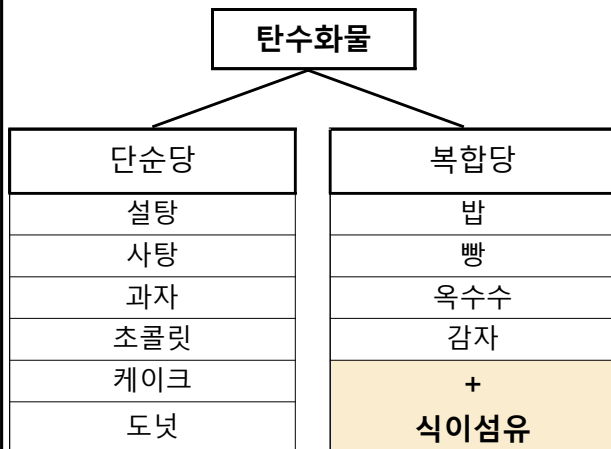 탄수화물
단순당
설탕
사탕
과자
초콜릿
케이크
도넛
복합당
밥
빵
옥수수
감자
+
식이섬유